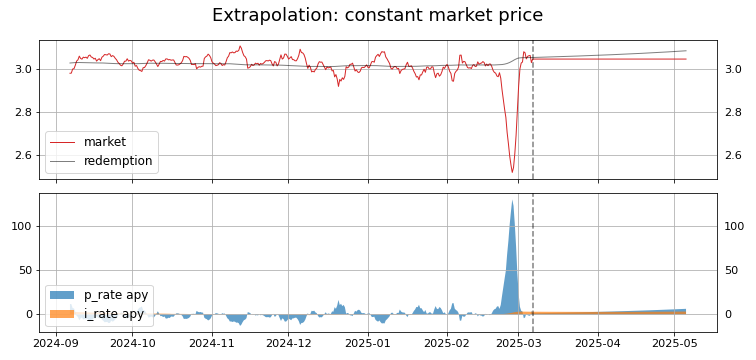 Extrapolation: constant market price
3.0 3.0
2.8 2.8
2.6 2.6
market
redemption
100 100
50 50
0 0
p_rate apy
i_rate apy
2024-09 2024-10 2024-11 2024-12 2025-01 2025-02 2025-03 2025-04 2025-05